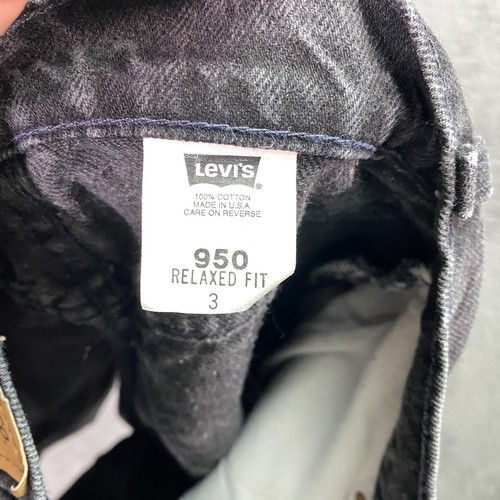 LEVI'S ®
100% COTTON
MADE IN U.S.A.
CARE ON REVERSE
950
RELAXED FIT
3